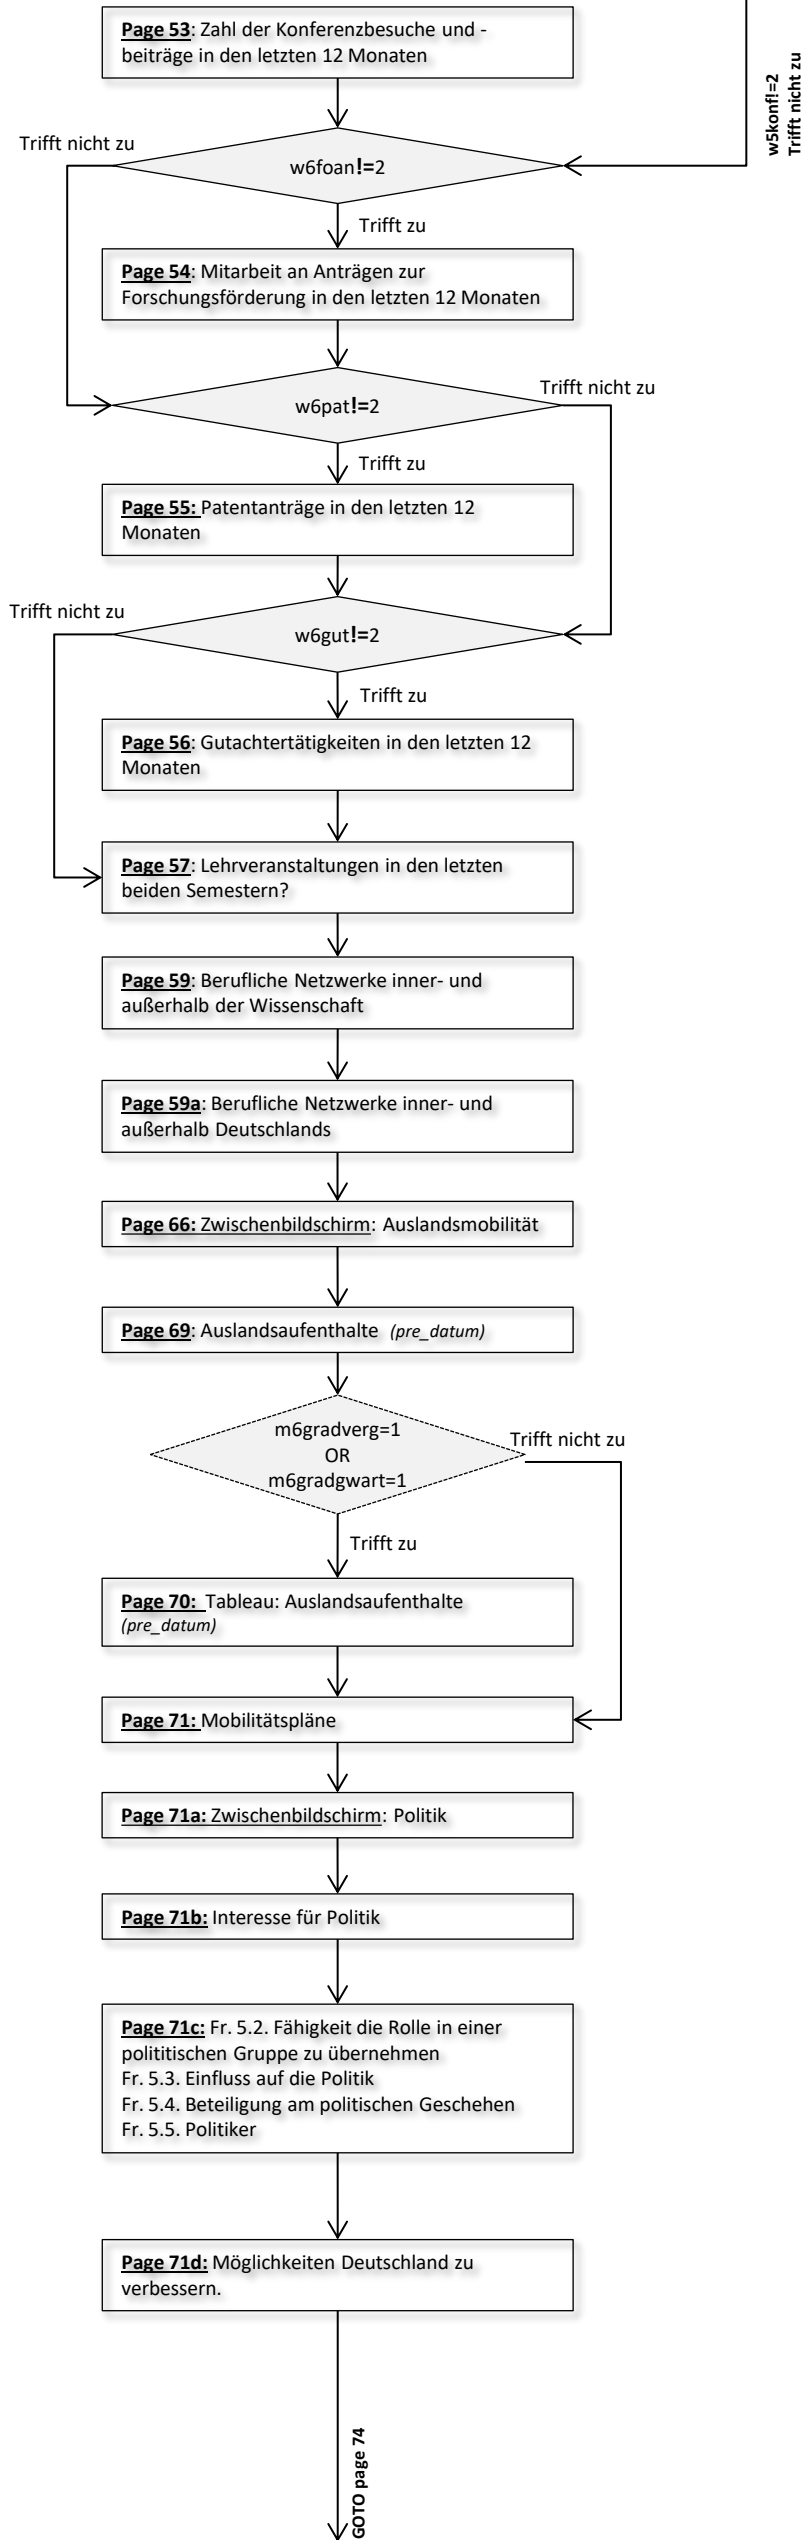 Page 53: Zahl der Konferenzbesuche und -
beiträge in den letzten 12 Monaten
w5konf!=2
Trifft nicht zu
Trifft nicht zu
w6foan!=2
Trifft zu
Page 54: Mitarbeit an Anträgen zur
Forschungsförderung in den letzten 12 Monaten
w6pat!=2
Trifft nicht zu
Trifft zu
Page 55: Patentanträge in den letzten 12
Monaten
Trifft nicht zu
w6gut!=2
Trifft zu
Page 56: Gutachtertätigkeiten in den letzten 12
Monaten
Page 57: Lehrveranstaltungen in den letzten
beiden Semestern?
Page 59: Berufliche Netzwerke inner- und
außerhalb der Wissenschaft
Page 59a: Berufliche Netzwerke inner- und
außerhalb Deutschlands
Page 66: Zwischenbildschirm: Auslandsmobilität
Page 69: Auslandsaufenthalte (pre_datum)
m6gradverg=1
OR
m6gradgwart=1
Trifft nicht zu
Trifft zu
Page 70: Tableau: Auslandsaufenthalte
(pre_datum)
Page 71: Mobilitätspläne
Page 71a: Zwischenbildschirm: Politik
Page 71b: Interesse für Politik
Page 71c: Fr. 5.2. Fähigkeit die Rolle in einer
polititischen Gruppe zu übernehmen
Fr. 5.3. Einfluss auf die Politik
Fr. 5.4. Beteiligung am politischen Geschehen
Fr. 5.5. Politiker
Page 71d: Möglichkeiten Deutschland zu
verbessern.
GOTO page 74